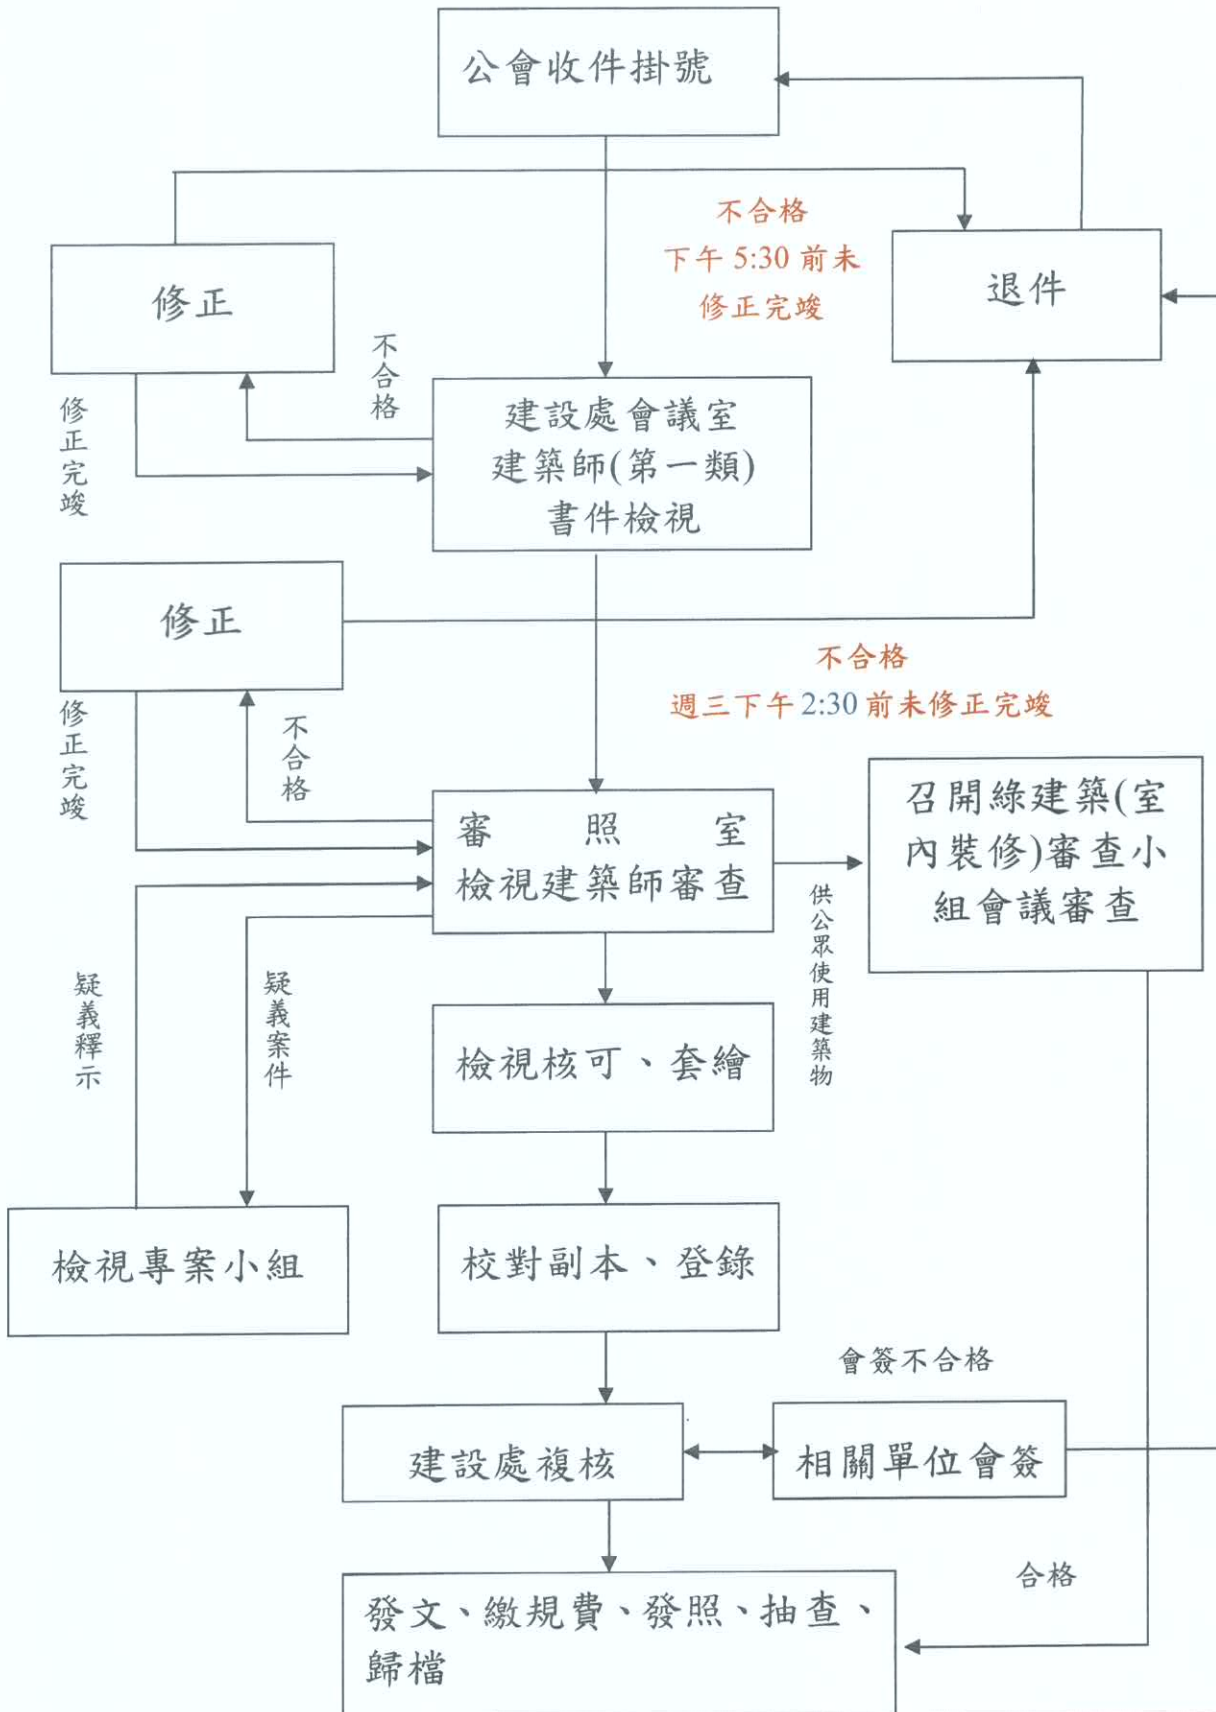 公會收件掛號
不合格
下午 5:30 前未
修正完竣
退件
修正
不合格
修正完竣
建設處會議室
建築師(第一類)
書件檢視
修正
不合格
週三下午 2:30 前未修正完竣
修正完竣
不合格
審照室
檢視建築師審查
供公眾使用建築物
召開綠建築(室
內裝修)審查小
組會議審查
疑義釋示
疑義案件
檢視核可、套繪
檢視專案小組
校對副本、登錄
會簽不合格
建設處複核
相關單位會簽
合格
發文、繳規費、發照、抽查、
歸檔